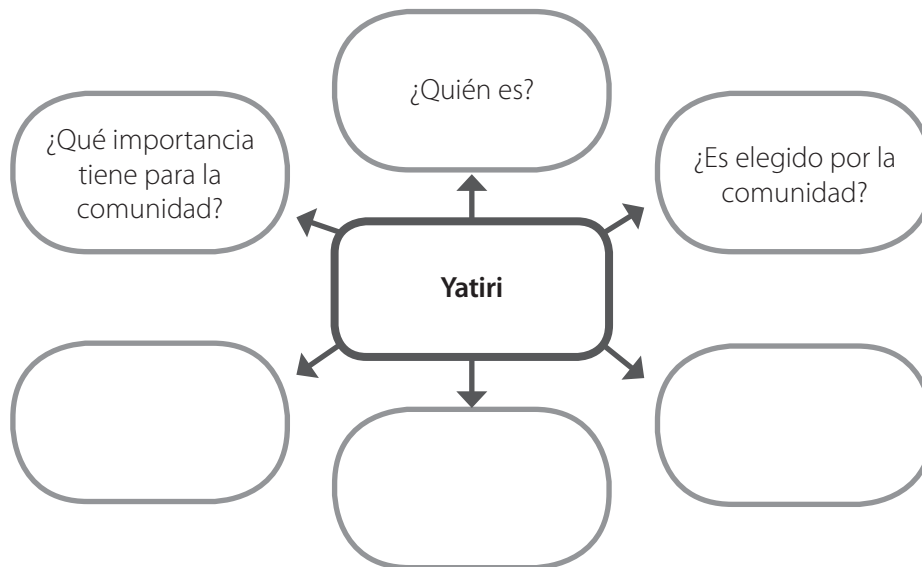 ¿Quién es?
¿Qué importancia
tiene para la
comunidad?
¿Es elegido por la
comunidad?
Yatiri